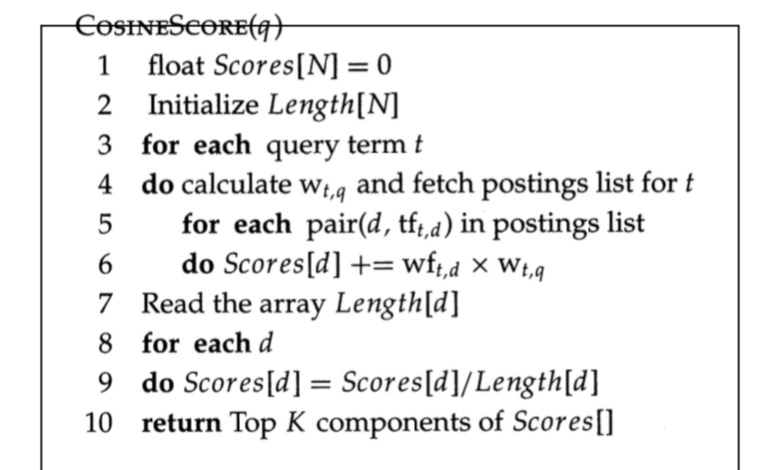 COSINESCORE(q)
1 float Scores[N] = 0
2 Initialize Length[N]
3 for each query term t
4 do calculate w_{t,q} and fetch postings list for t
5 for each pair(d, tf_{t,d}) in postings list
6 do Scores[d] += wf_{t,d} × w_{t,q}
7 Read the array Length[d]
8 for each d
9 do Scores[d] = Scores[d]/Length[d]
10 return Top K components of Scores[]